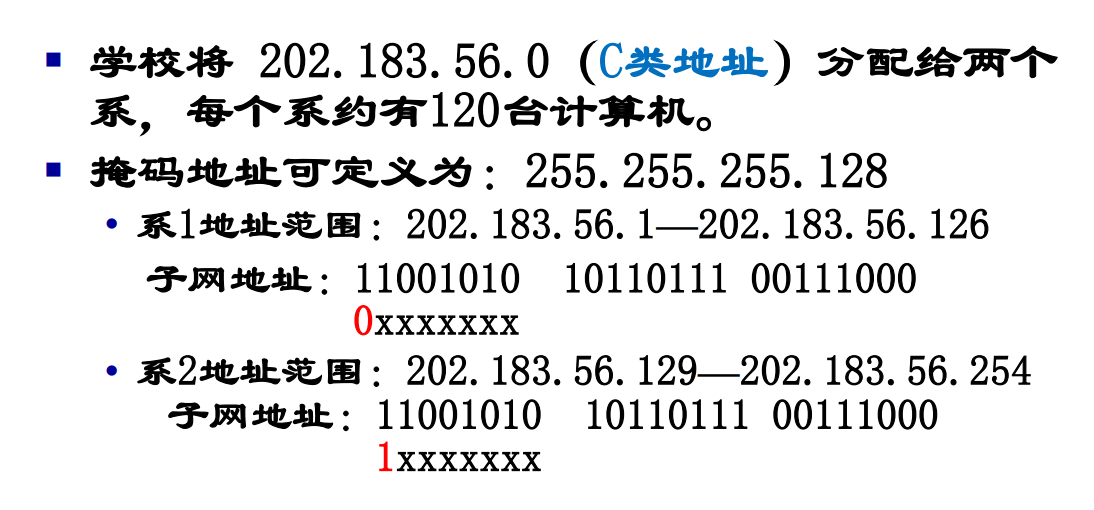 ▪ 学校将 202.183.56.0（C类地址）分配给两个
系，每个系约有120台计算机。
▪ 掩码地址可定义为: 255.255.255.128
• 系1地址范围: 202.183.56.1—202.183.56.126
子网地址: 11001010 10110111 00111000
0xxxxxxx
• 系2地址范围: 202.183.56.129—202.183.56.254
子网地址: 11001010 10110111 00111000
1xxxxxxx